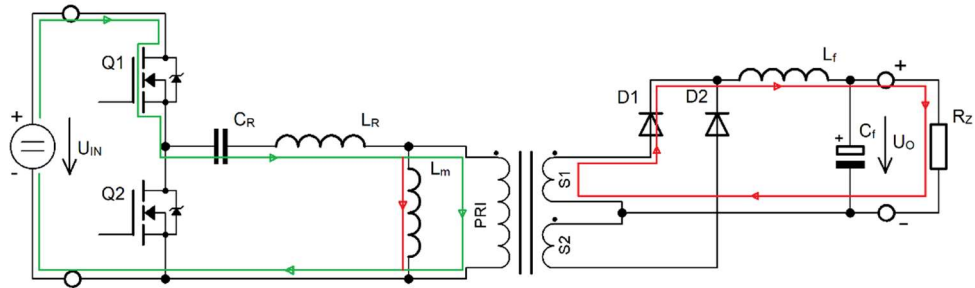 Q1
+
UIN
-
CR
LR
Q2
Lm
PRI
S1
S2
D1
D2
Lf
+
Cf
+
UO
RZ
-